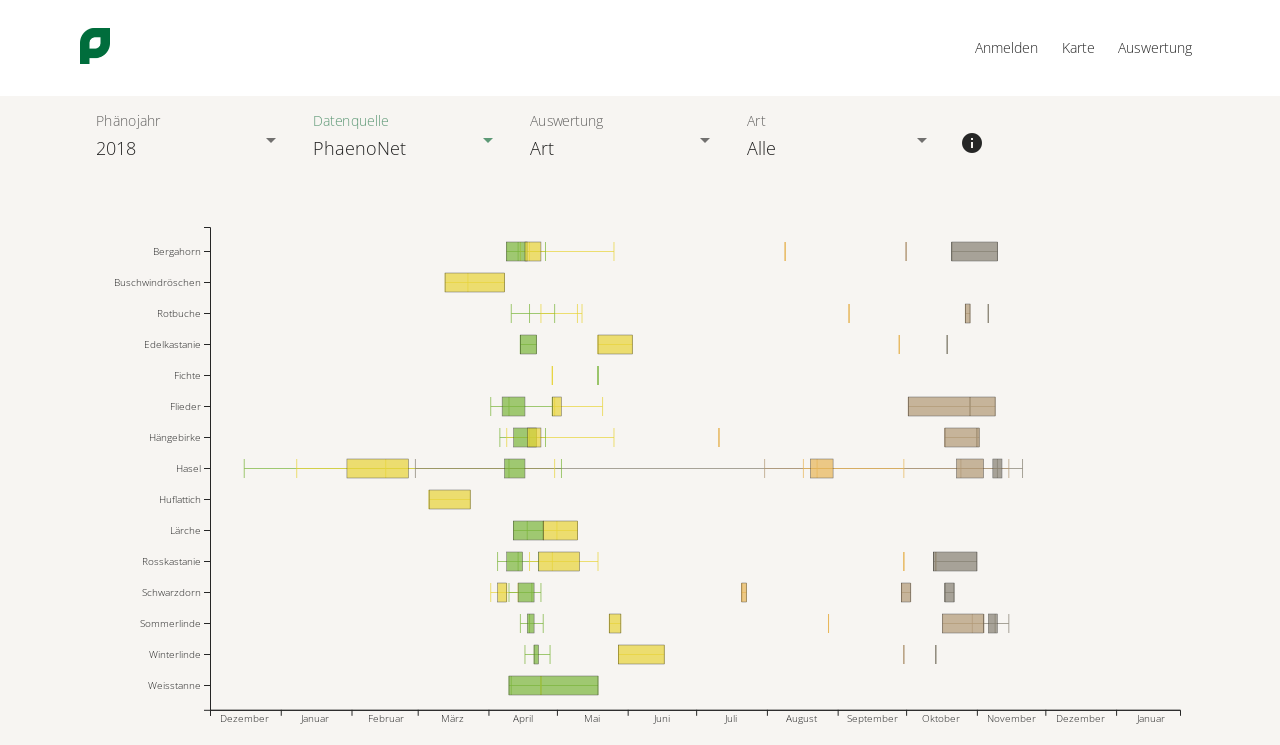 Anmelden Karte Auswertung
Phänojahr Datenquelle Auswertung Art
2018 PhaenoNet Art Alle
Bergahorn
Buschwindröschen
Rotbuche
Edelkastanie
Fichte
Flieder
Hängebirke
Hasel
Huflattich
Lärche
Rosskastanie
Schwarzdorn
Sommerlinde
Winterlinde
Weisstanne
Dezember Januar Februar März April Mai Juni Juli August September Oktober November Dezember Januar